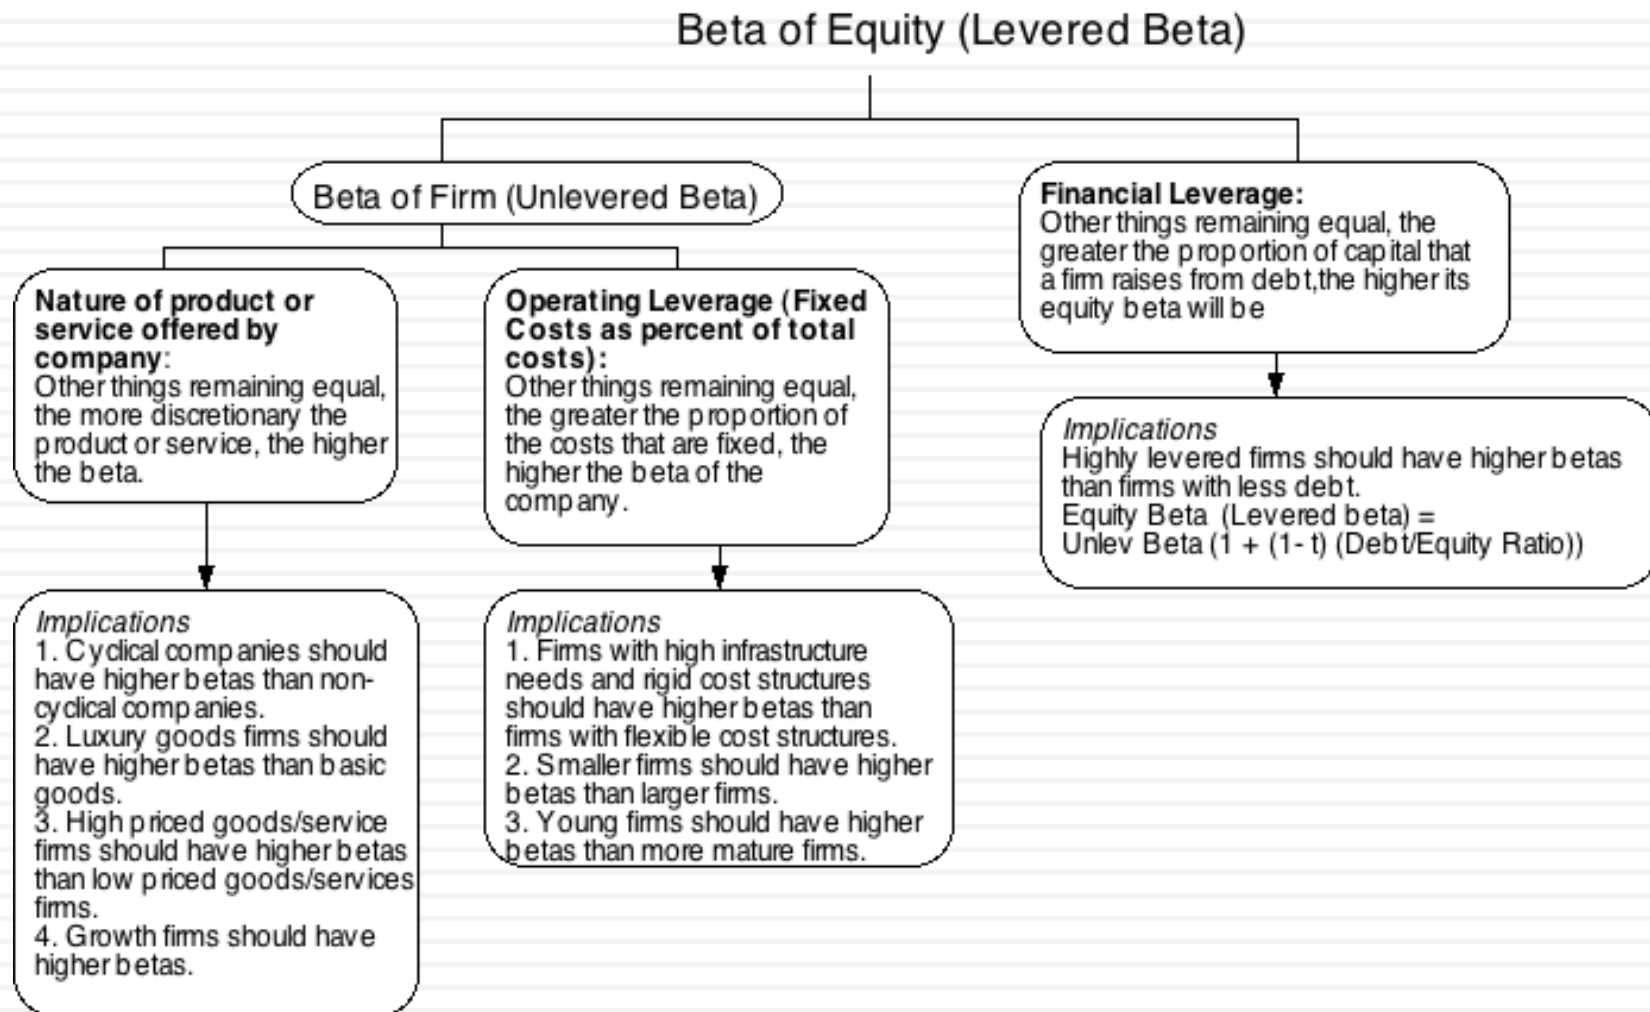 Beta of Equity (Levered Beta)
Beta of Firm (Unlevered Beta)
Nature of product or
service offered by
company:
Other things remaining equal,
the more discretionary the
product or service, the higher
the beta.
Operating Leverage (Fixed
Costs as percent of total
costs):
Other things remaining equal,
the greater the proportion of
the costs that are fixed, the
higher the beta of the
company.
Financial Leverage:
Other things remaining equal, the
greater the proportion of capital that
a firm raises from debt,the higher its
equity beta will be
Implications
1. Cyclical companies should
have higher betas than non-
cyclical companies.
2. Luxury goods firms should
have higher betas than basic
goods.
3. High priced goods/service
firms should have higher betas
than low priced goods/services
firms.
4. Growth firms should have
higher betas.
Implications
1. Firms with high infrastructure
needs and rigid cost structures
should have higher betas than
firms with flexible cost structures.
2. Smaller firms should have higher
betas than larger firms.
3. Young firms should have higher
betas than more mature firms.
Implications
Highly levered firms should have higher betas
than firms with less debt.
Equity Beta (Levered beta) =
Unlev Beta (1 + (1- t) (Debt/Equity Ratio))